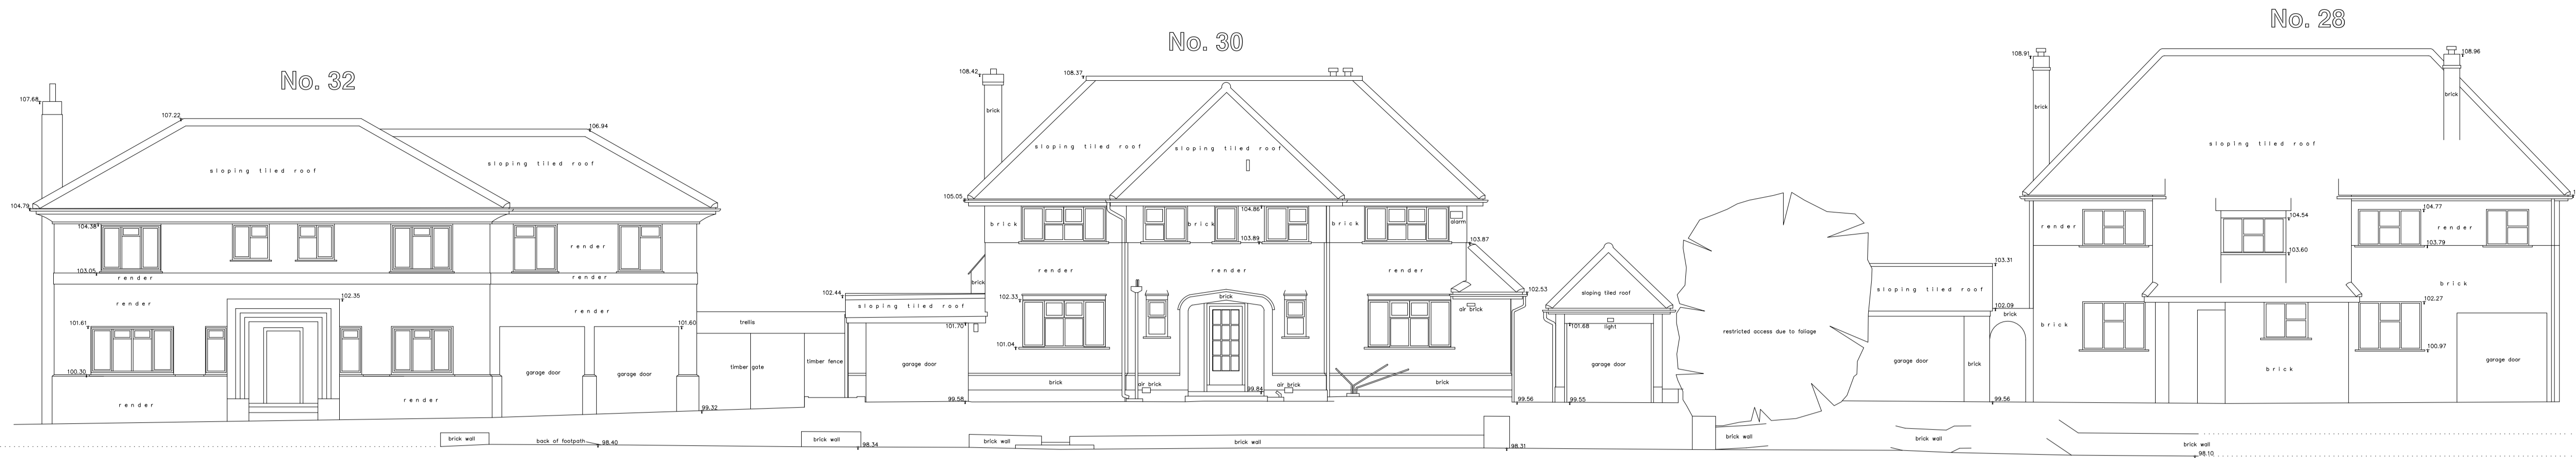 No. 32
107.68
107.22
106.94
sloping tiled roof
sloping tiled roof
104.79
104.38
render
103.05
render
render
render
render
102.35
101.61
101.60
garage door
garage door
100.30
render
render
99.32
trellis
timber gate
timber fence
No. 30
108.42
108.37
brick
sloping tiled roof
sloping tiled roof
105.05
104.86
brick
brick
brick
alarm
103.89
103.87
render
render
render
brick
102.44
sloping tiled roof
102.33
102.53
brick
air brick
101.70
101.04
garage door
brick
air brick
air brick
brick
99.84
99.58
99.56
sloping tiled roof
101.68
light
garage door
99.55
restricted access due to foliage
No. 28
108.91
108.96
brick
brick
sloping tiled roof
104.77
104.54
render
render
103.79
103.60
103.31
sloping tiled roof
brick
102.27
102.09
brick
brick
100.97
garage door
brick
garage door
brick
99.56
brick wall
back of footpath
98.40
brick wall
98.34
brick wall
brick wall
98.31
brick wall
brick wall
brick wall
98.10